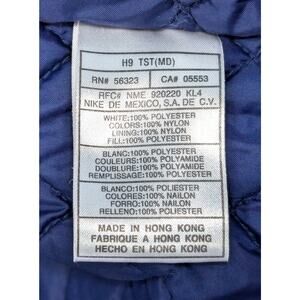 H9 TST(MD)
RN# 56323 CA# 05553
RFC# NME 920220 KL4
NIKE DE MEXICO, S.A. DE C.V.
WHITE:100% POLYESTER
COLORS:100% NYLON
LINING:100% NYLON
FILL:100% POLYESTER
BLANC:100% POLYESTER
COULEURS:100% POLYAMIDE
DOUBLURE:100% POLYAMIDE
REMPLISSAGE:100% POLYESTER
BLANCO:100% POLIESTER
COLORES:100% NAILON
FORRO:100% NAILON
RELLENO:100% POLIESTER
MADE IN HONG KONG
FABRIQUE A HONG KONG
HECHO EN HONG KONG